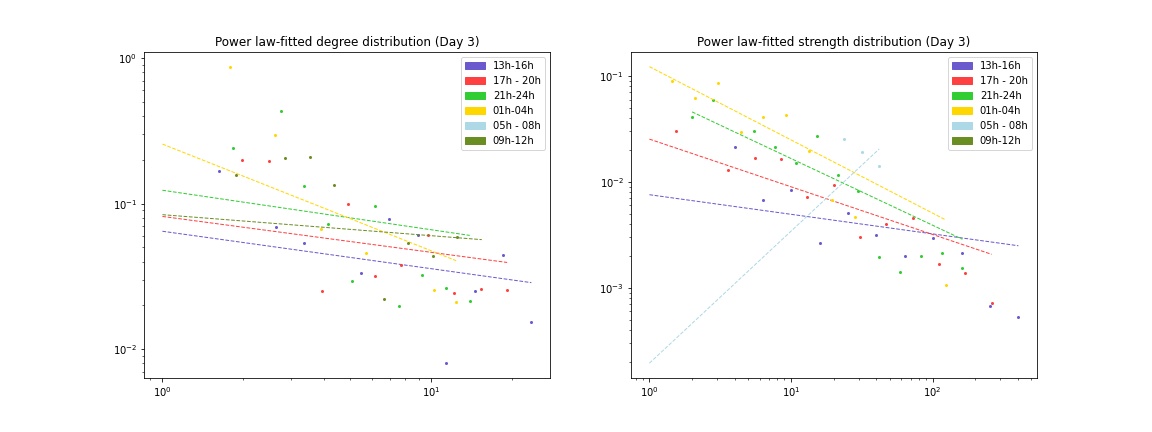 Power law-fitted degree distribution (Day 3)
10⁰
10⁻¹
10⁻²
10⁰
10¹
13h-16h
17h - 20h
21h-24h
01h-04h
05h - 08h
09h-12h
Power law-fitted strength distribution (Day 3)
10⁻¹
10⁻²
10⁻³
10⁰
10¹
10²
13h-16h
17h - 20h
21h-24h
01h-04h
05h - 08h
09h-12h